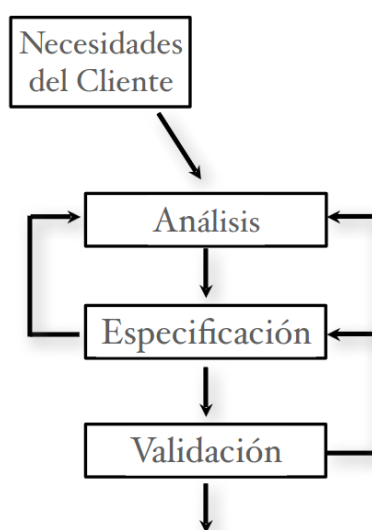 Necesidades
del Cliente
Análisis
Especificación
Validación